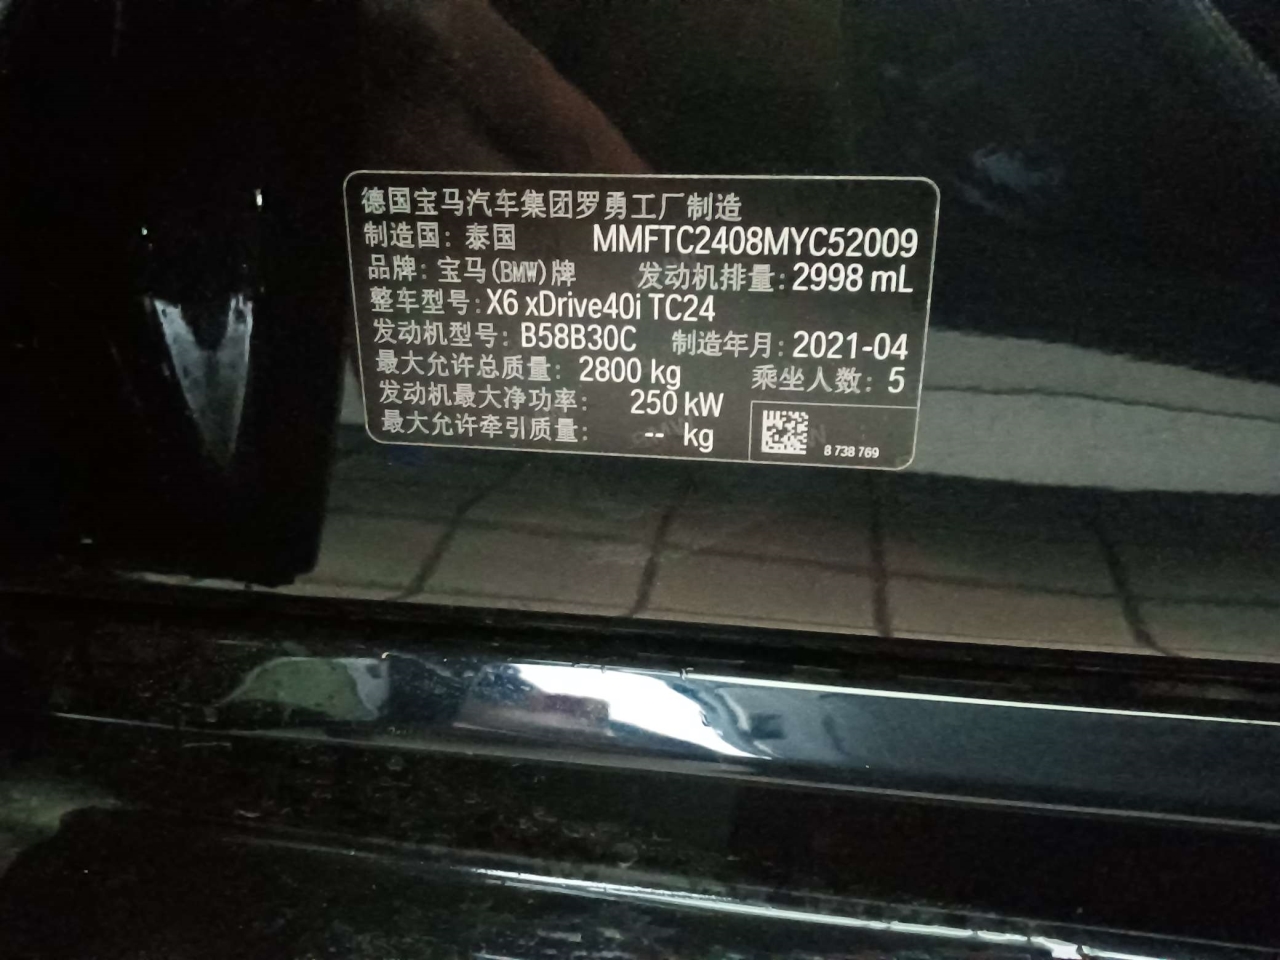 德国宝马汽车集团罗勇工厂制造
制造国：泰国 MMFTC2408MYC52009
品牌：宝马(BMW)牌 发动机排量：2998 mL
整车型号：X6 xDrive40i TC24
发动机型号：B58B30C 制造年月：2021-04
最大允许总质量：2800 kg 乘坐人数：5
发动机最大净功率：250 kW
最大允许牵引质量：-- kg
8 738 769